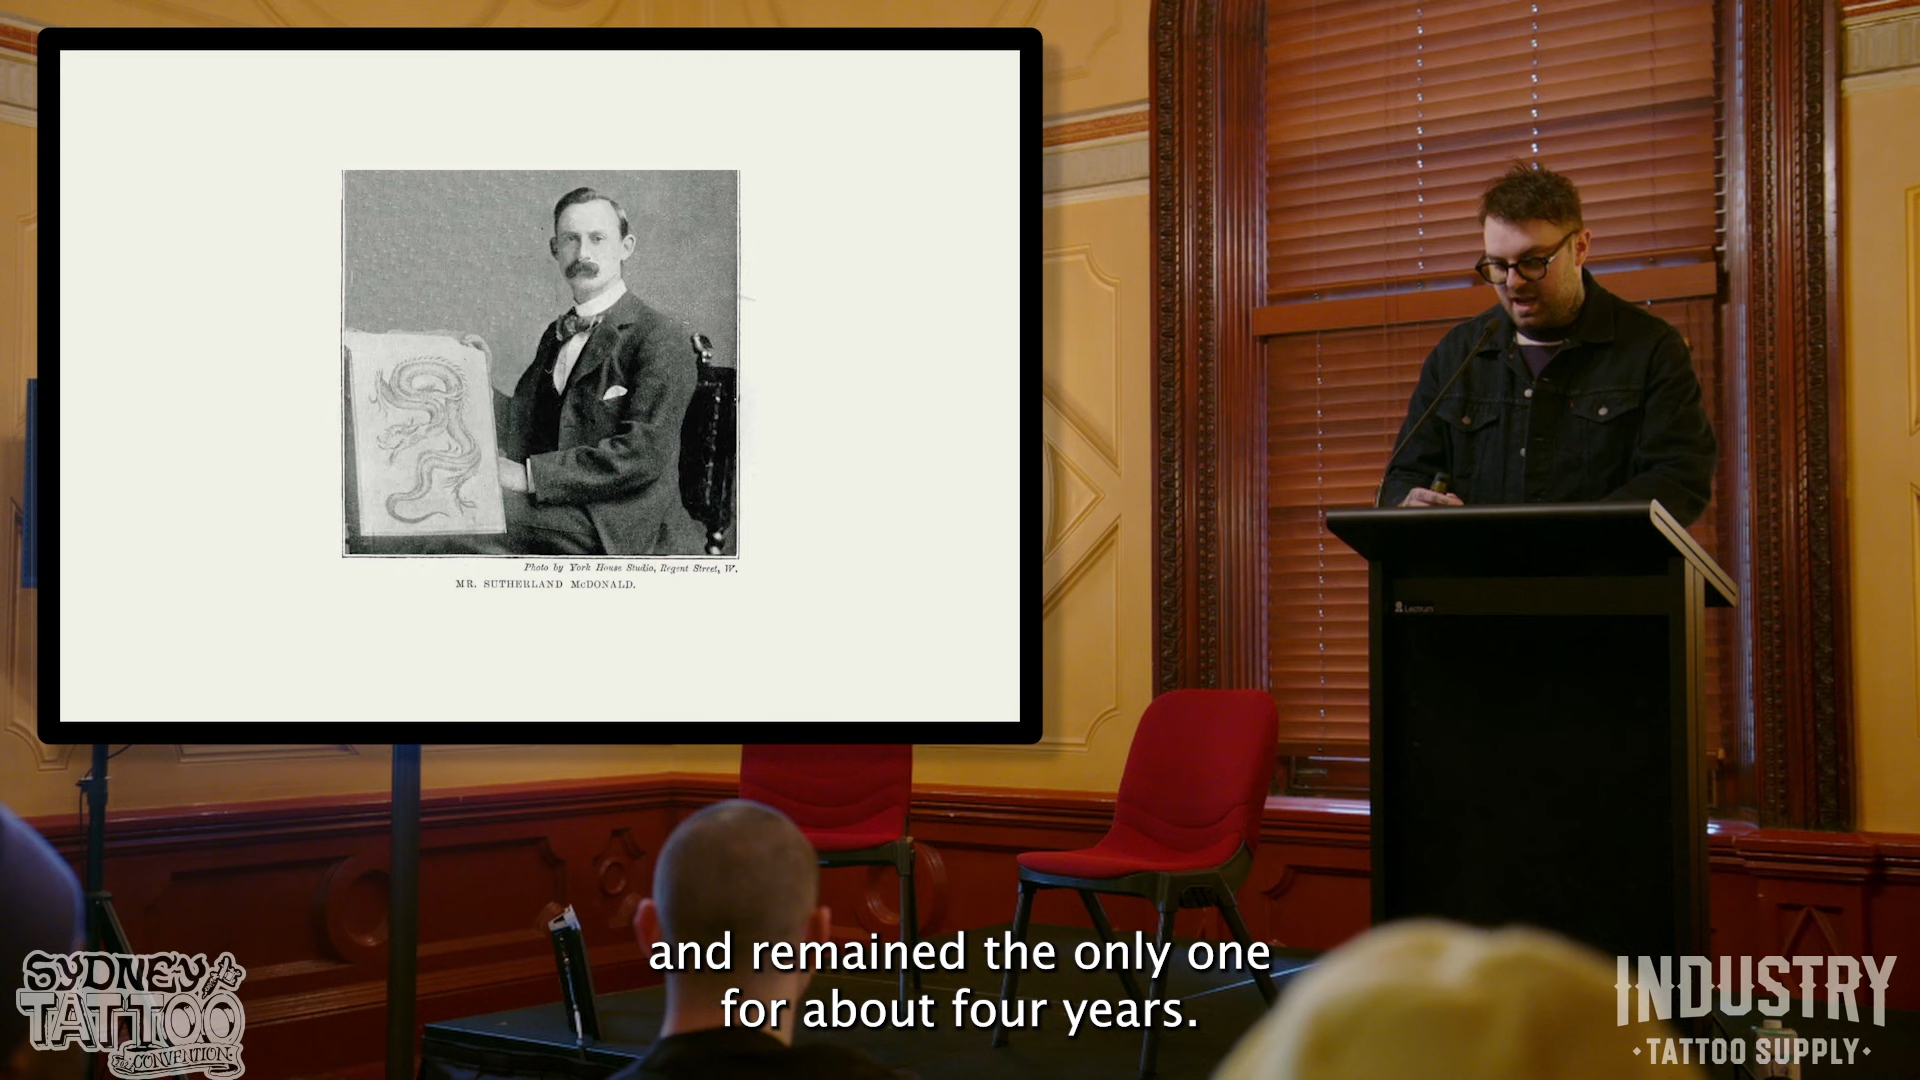 Photo by York House Studio, Regent Street, W.
MR. SUTHERLAND McDONALD.
Lectrum
and remained the only one
for about four years.
SYDNEY
TATTOO
CONVENTION
INDUSTRY
•TATTOO SUPPLY•